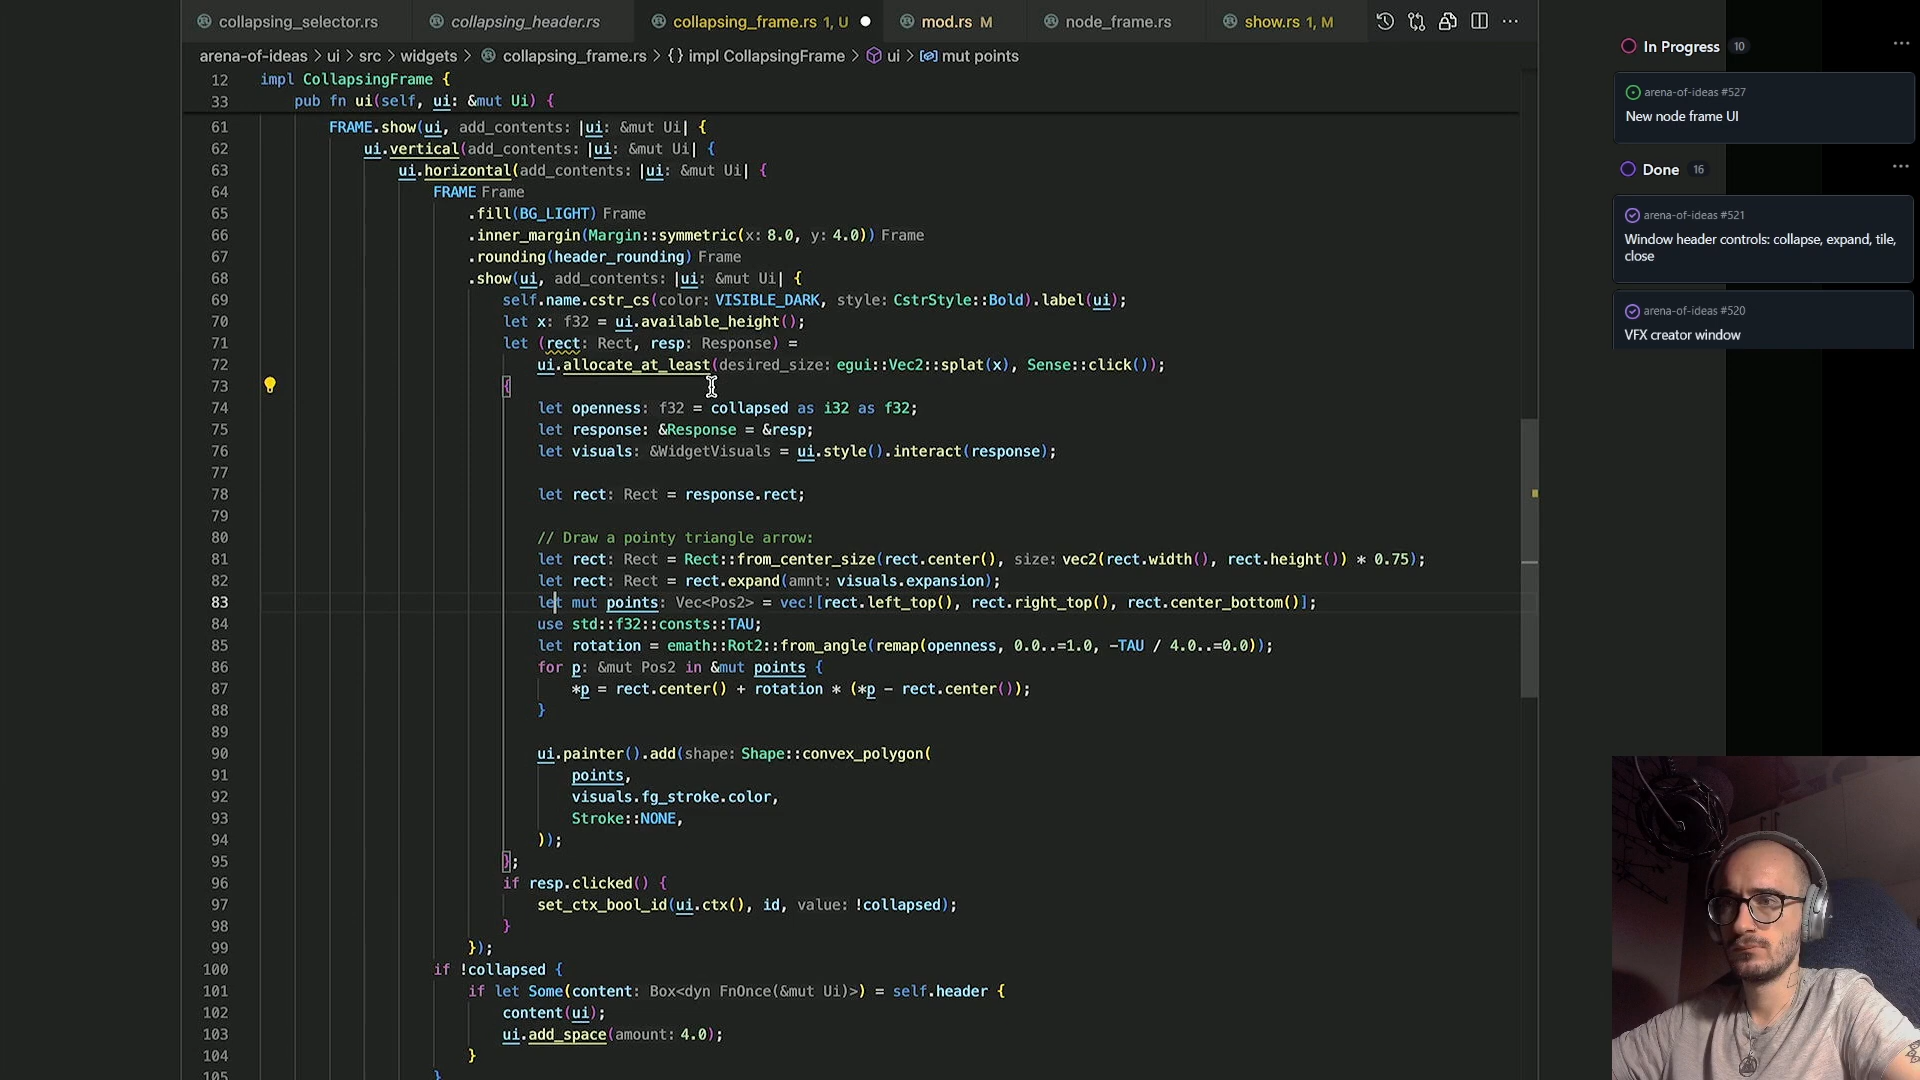 collapsing_selector.rs
collapsing_header.rs
collapsing_frame.rs 1, U
mod.rs M
node_frame.rs
show.rs 1, M
arena-of-ideas > ui > src > widgets > collapsing_frame.rs > {} impl CollapsingFrame > ui > mut points
12 impl CollapsingFrame {
33 pub fn ui(self, ui: &mut Ui) {
61 FRAME.show(ui, add_contents: |ui: &mut Ui| {
62 ui.vertical(add_contents: |ui: &mut Ui| {
63 ui.horizontal(add_contents: |ui: &mut Ui| {
64 FRAME Frame
65 .fill(BG_LIGHT) Frame
66 .inner_margin(Margin::symmetric(x: 8.0, y: 4.0)) Frame
67 .rounding(header_rounding) Frame
68 .show(ui, add_contents: |ui: &mut Ui| {
69 self.name.cstr_cs(color: VISIBLE_DARK, style: CstrStyle::Bold).label(ui);
70 let x: f32 = ui.available_height();
71 let (rect: Rect, resp: Response) =
72 ui.allocate_at_least(desired_size: egui::Vec2::splat(x), Sense::click());
73 {
74 let openness: f32 = collapsed as i32 as f32;
75 let response: &Response = &resp;
76 let visuals: &WidgetVisuals = ui.style().interact(response);
77
78 let rect: Rect = response.rect;
79
80 // Draw a pointy triangle arrow:
81 let rect: Rect = Rect::from_center_size(rect.center(), size: vec2(rect.width(), rect.height()) * 0.75);
82 let rect: Rect = rect.expand(amnt: visuals.expansion);
83 let mut points: Vec<Pos2> = vec![rect.left_top(), rect.right_top(), rect.center_bottom()];
84 use std::f32::consts::TAU;
85 let rotation = emath::Rot2::from_angle(remap(openness, 0.0..=1.0, -TAU / 4.0..=0.0));
86 for p: &mut Pos2 in &mut points {
87 *p = rect.center() + rotation * (*p - rect.center());
88 }
89
90 ui.painter().add(shape: Shape::convex_polygon(
91 points,
92 visuals.fg_stroke.color,
93 Stroke::NONE,
94 ));
95 };
96 if resp.clicked() {
97 set_ctx_bool_id(ui.ctx(), id, value: !collapsed);
98 }
99 });
100 if !collapsed {
101 if let Some(content: Box<dyn FnOnce(&mut Ui)>) = self.header {
102 content(ui);
103 ui.add_space(amount: 4.0);
104 }
105 }
In Progress 10
arena-of-ideas #527
New node frame UI
Done 16
arena-of-ideas #521
Window header controls: collapse, expand, tile,
close
arena-of-ideas #520
VFX creator window